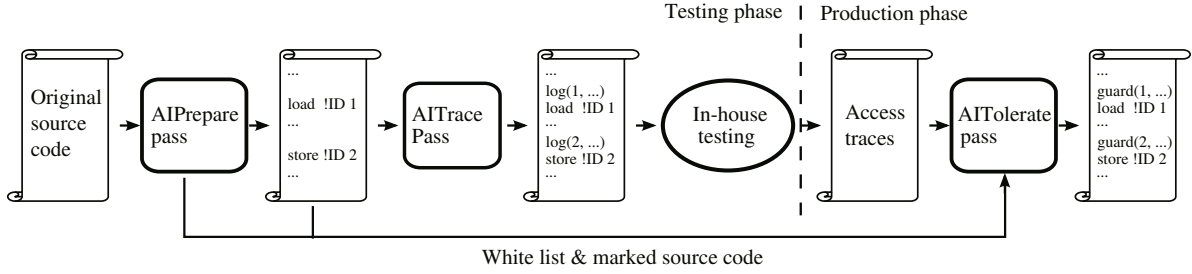 Testing phase
Production phase
Original
source
code
AIPrepare
pass
...
load !ID 1
...
store !ID 2
...
AITrace
Pass
...
log(1, ...)
load !ID 1
...
log(2, ...)
store !ID 2
...
In-house
testing
Access
traces
AITolerate
pass
...
guard(1, ...)
load !ID 1
...
guard(2, ...)
store !ID 2
...
White list & marked source code